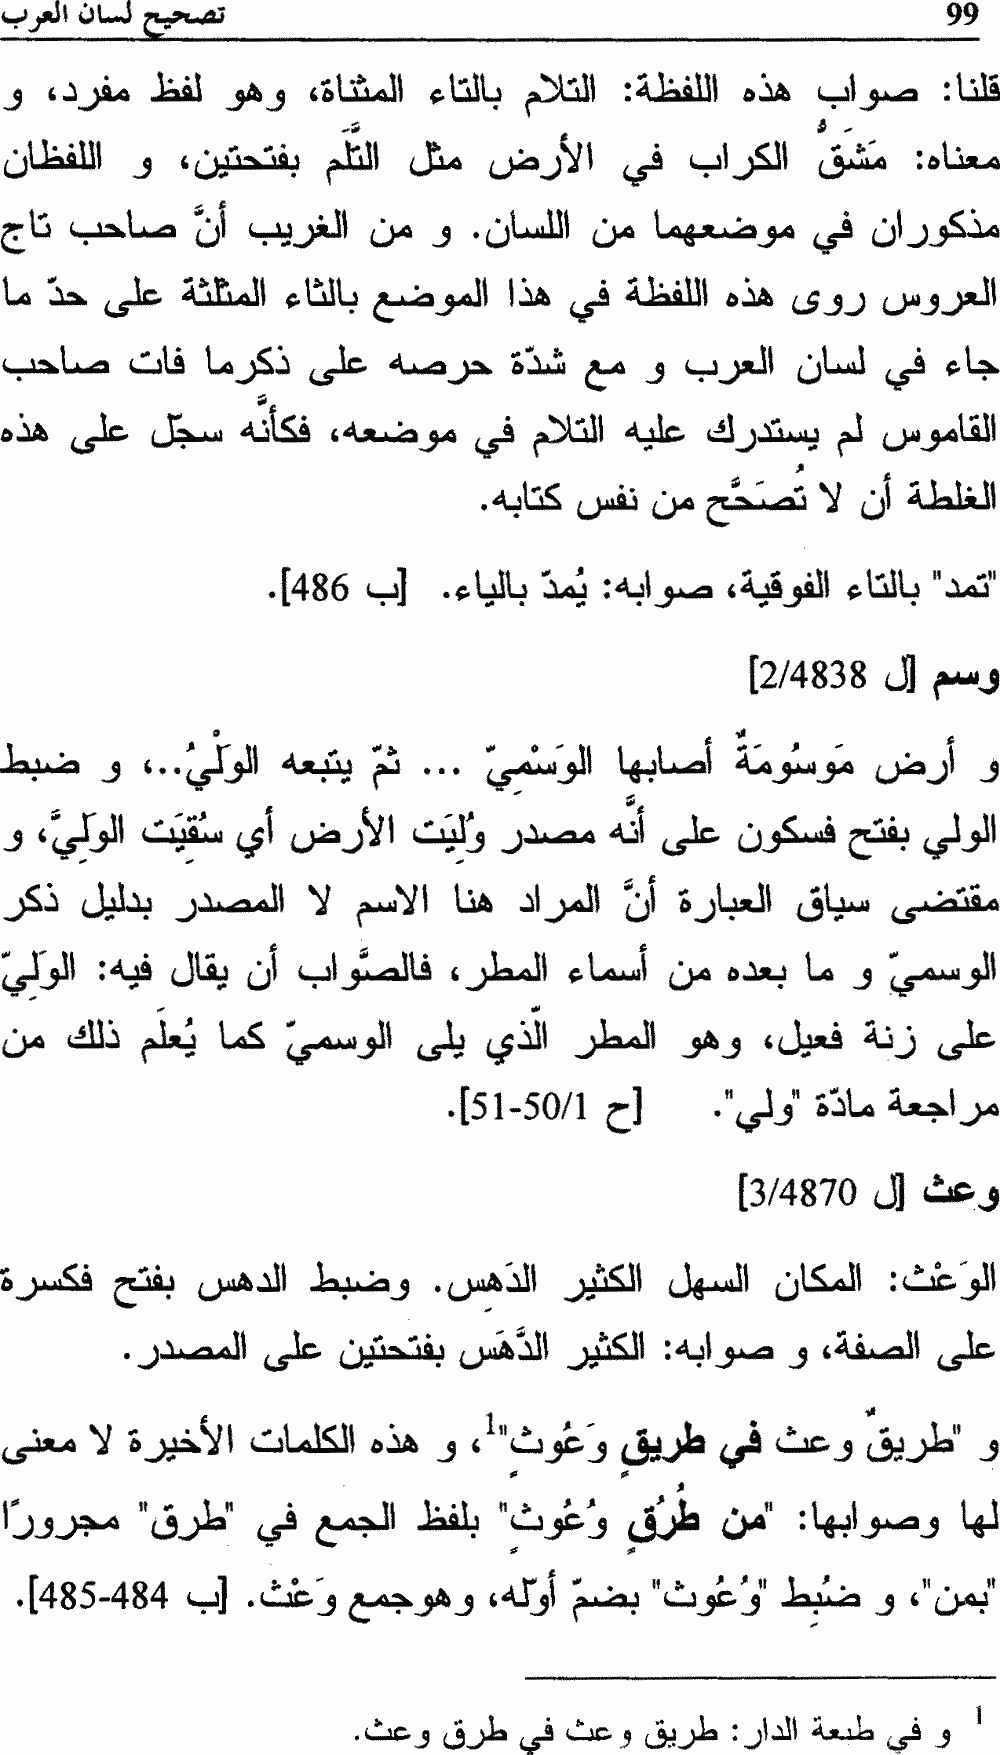 99 تصحيح لسان العرب
قلنا: صواب هذه اللفظة: التلام بالتاء المثناة، وهو لفظ مفرد، و
معناه: مَشَقُّ الكراب في الأرض مثل التَّلَم بفتحتين، و اللفظان
مذكوران في موضعهما من اللسان. و من الغريب أنَّ صاحب تاج
العروس روى هذه اللفظة في هذا الموضع بالثاء المثلثة على حدّ ما
جاء في لسان العرب و مع شدّة حرصه على ذكرما فات صاحب
القاموس لم يستدرك عليه التلام في موضعه، فكأنَّه سجّل على هذه
الغلطة أن لا تُصَحَّح من نفس كتابه.
"تمد" بالتاء الفوقية، صوابه: يُمدّ بالياء. [ب 486].
وسم [ل 2/4838]
و أرض مَوسُومَةٌ أصابها الوَسْمِيّ ... ثمّ يتبعه الوَلْيُ..، و ضبط
الولي بفتح فسكون على أنَّه مصدر وُلِيَت الأرض أي سُقِيَت الولِيَّ، و
مقتضى سياق العبارة أنَّ المراد هنا الاسم لا المصدر بدليل ذكر
الوسميّ و ما بعده من أسماء المطر، فالصَّواب أن يقال فيه: الوَلِيّ
على زنة فعيل، وهو المطر الّذي يلى الوسميّ كما يُعلَم ذلك من
مراجعة مادّة "ولي". [ح 50/1-51].
وعث [ل 3/4870]
الوَعْث: المكان السهل الكثير الدَهِس. وضبط الدهس بفتح فكسرة
على الصفة، و صوابه: الكثير الدَّهَس بفتحتين على المصدر.
و "طريقٌ وعث في طريقٍ وَعُوثٍ"1، و هذه الكلمات الأخيرة لا معنى
لها وصوابها: "من طُرُقٍ وُعُوثٍ" بلفظ الجمع في "طرق" مجرورًا
"بمن"، و ضُبِط "وُعُوث" بضمّ أوّله، وهوجمع وَعْث. [ب 484-485].
1 و في طبعة الدار: طريق وعث في طرق وعث.